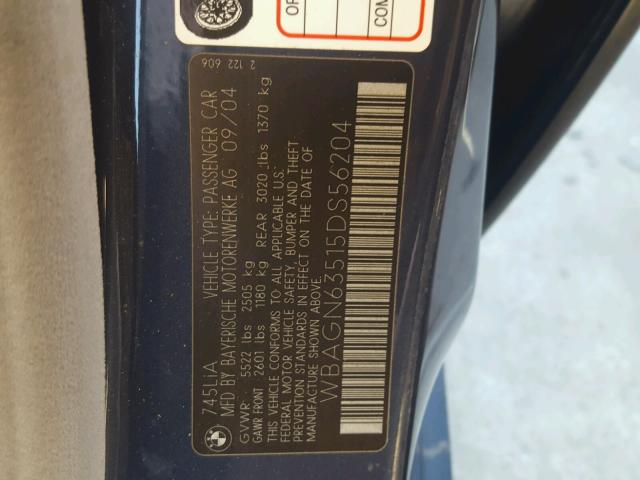 OF
COM
2 122 606
745LiA VEHICLE TYPE: PASSENGER CAR
MFD BY BAYERISCHE MOTORENWERKE AG 09/04
GVWR: 5522 lbs 2505 kg
GAWR FRONT: 2601 lbs 1180 kg REAR 3020 lbs 1370 kg
THIS VEHICLE CONFORMS TO ALL APPLICABLE U.S.
FEDERAL MOTOR VEHICLE SAFETY, BUMPER AND THEFT
PREVENTION STANDARDS IN EFFECT ON THE DATE OF
MANUFACTURE SHOWN ABOVE.
WBAGN63515DS56204